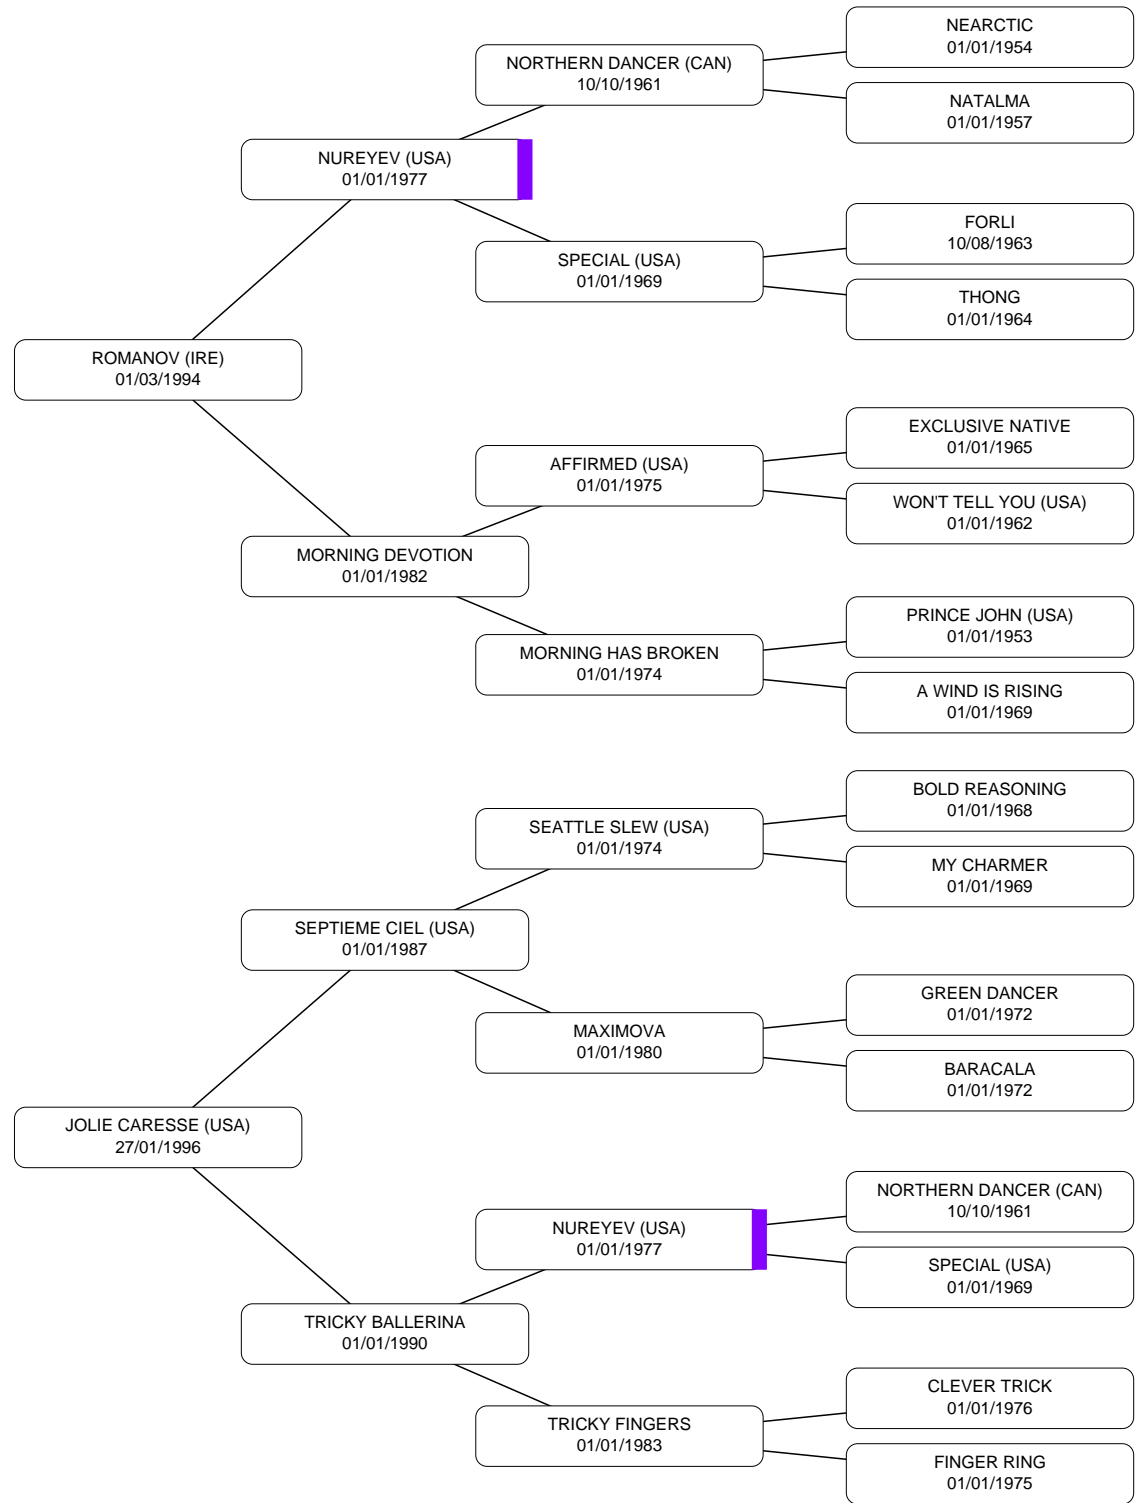 NEARCTIC
01/01/1954
NORTHERN DANCER (CAN)
10/10/1961
NATALMA
01/01/1957
NUREYEV (USA)
01/01/1977
FORLI
10/08/1963
SPECIAL (USA)
01/01/1969
THONG
01/01/1964
ROMANOV (IRE)
01/03/1994
EXCLUSIVE NATIVE
01/01/1965
AFFIRMED (USA)
01/01/1975
WON'T TELL YOU (USA)
01/01/1962
MORNING DEVOTION
01/01/1982
PRINCE JOHN (USA)
01/01/1953
MORNING HAS BROKEN
01/01/1974
A WIND IS RISING
01/01/1969
BOLD REASONING
01/01/1968
SEATTLE SLEW (USA)
01/01/1974
MY CHARMER
01/01/1969
SEPTIEME CIEL (USA)
01/01/1987
GREEN DANCER
01/01/1972
MAXIMOVA
01/01/1980
BARACALA
01/01/1972
JOLIE CARESSE (USA)
27/01/1996
NORTHERN DANCER (CAN)
10/10/1961
NUREYEV (USA)
01/01/1977
SPECIAL (USA)
01/01/1969
TRICKY BALLERINA
01/01/1990
CLEVER TRICK
01/01/1976
TRICKY FINGERS
01/01/1983
FINGER RING
01/01/1975